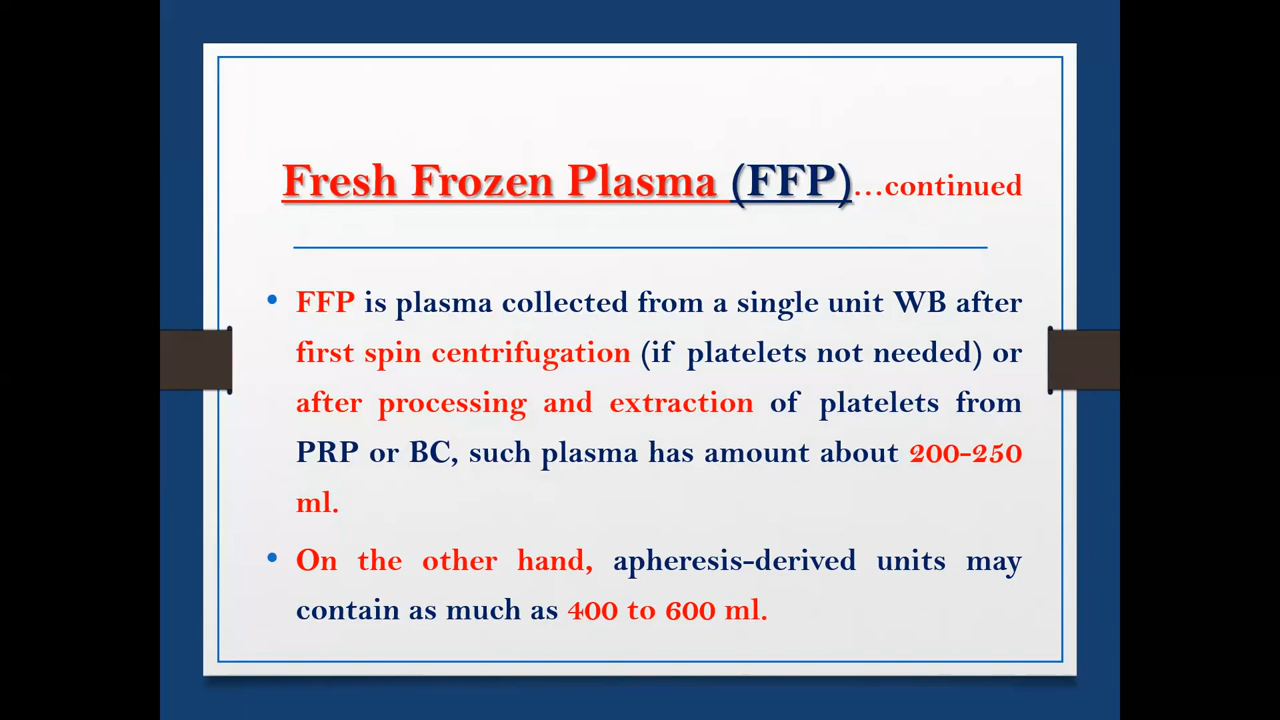 Fresh Frozen Plasma (FFP)…continued
• FFP is plasma collected from a single unit WB after
first spin centrifugation (if platelets not needed) or
after processing and extraction of platelets from
PRP or BC, such plasma has amount about 200-250
ml.
• On the other hand, apheresis-derived units may
contain as much as 400 to 600 ml.